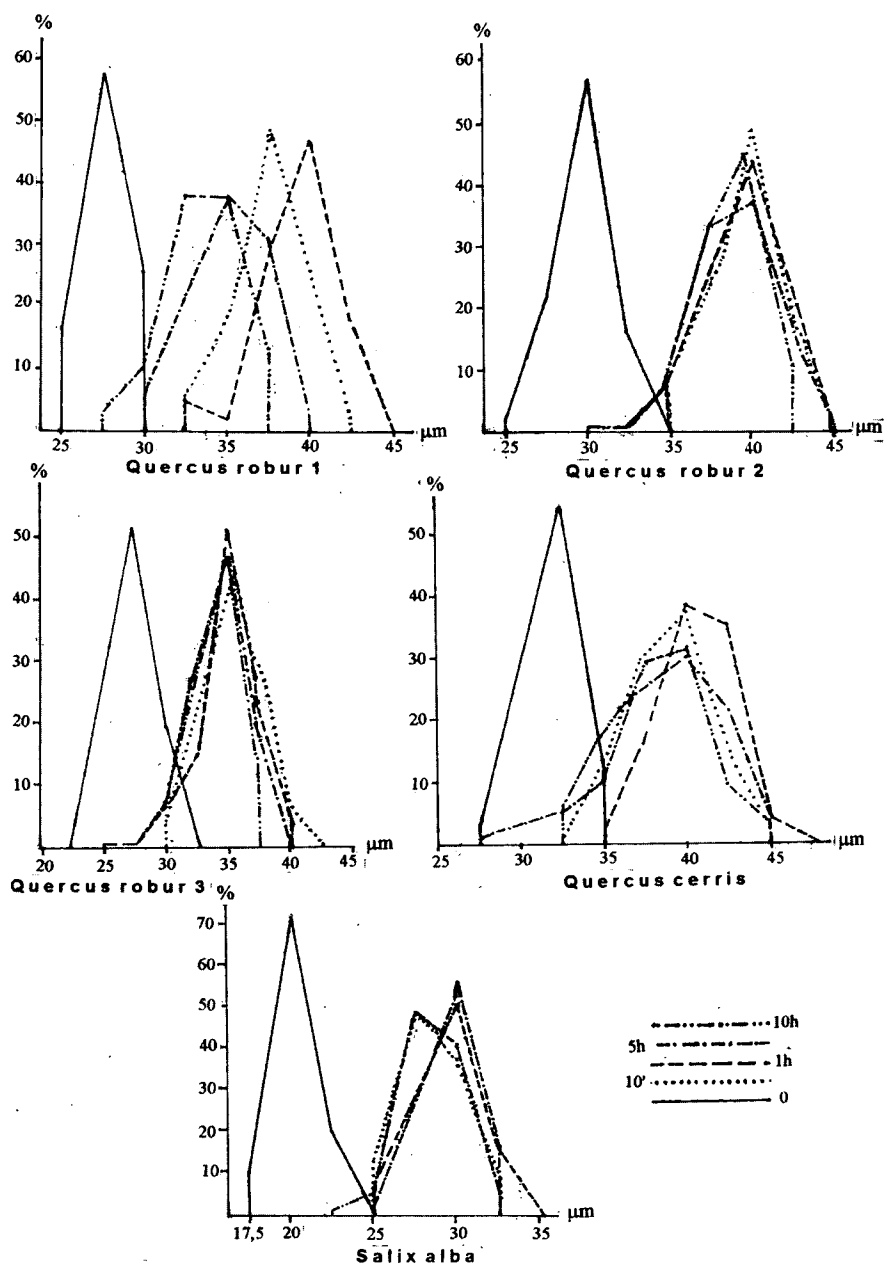 %
60
50
40
30
20
10
25 30 35 40 45 µm
Quercus robur 1
%
60
50
40
30
20
10
25 30 35 40 45 µm
Quercus robur 2
%
50
40
30
20
10
20 25 30 35 40 45 µm
Quercus robur 3
%
50
40
30
20
10
25 30 35 40 45 µm
Quercus cerris
%
70
60
50
40
30
20
10
17,5 20 25 30 35 µm
Salix alba
10h
5h
1h
10'
0